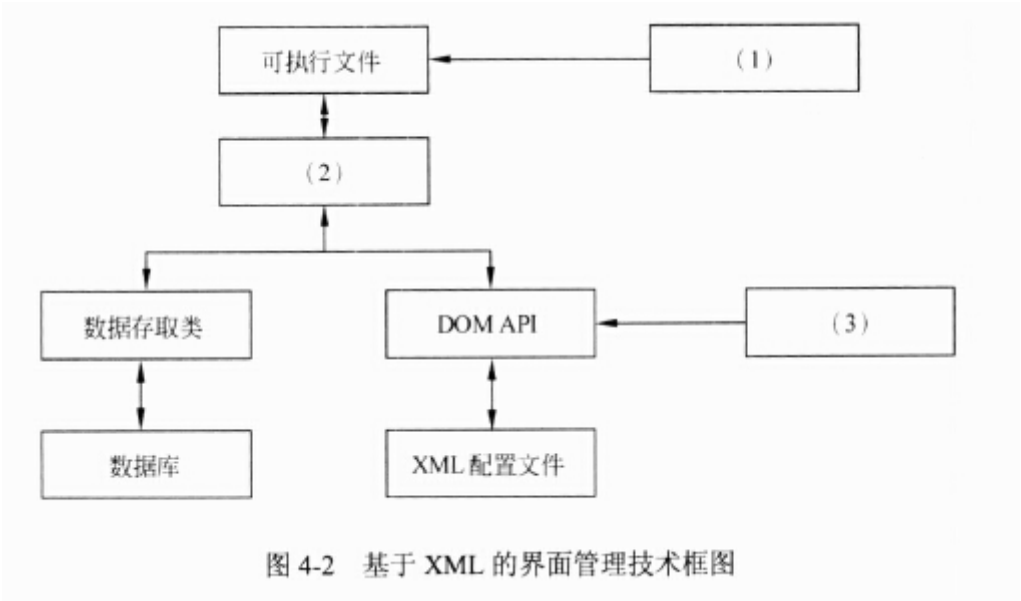 可执行文件
(1)
(2)
数据存取类
DOM API
(3)
数据库
XML 配置文件
图 4-2 基于 XML 的界面管理技术框图